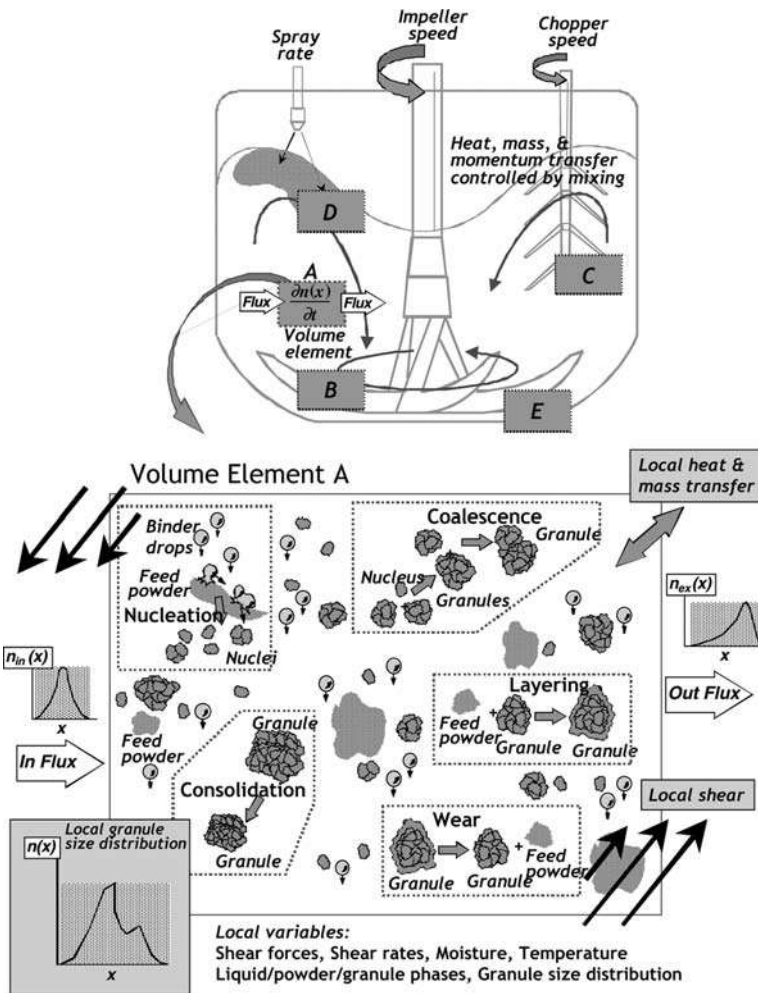 Impeller
speed
Chopper
speed
Spray
rate
Heat, mass, &
momentum transfer
controlled by mixing
D
C
A
Flux
∂n(x)
∂t
Flux
Volume
element
B
E
Volume Element A
Local heat &
mass transfer
Binder
drops
Feed
powder
Nucleation
Nuclei
Coalescence
Granule
Nucleus
Granules
n_ex(x)
x
Out Flux
n_in(x)
x
In Flux
Feed
powder
Layering
Feed
powder
+
Granule
Granule
Granule
Consolidation
Granule
Local shear
Wear
+
Feed
powder
Granule
Granule
Local granule
size distribution
n(x)
x
Local variables:
Shear forces, Shear rates, Moisture, Temperature
Liquid/powder/granule phases, Granule size distribution